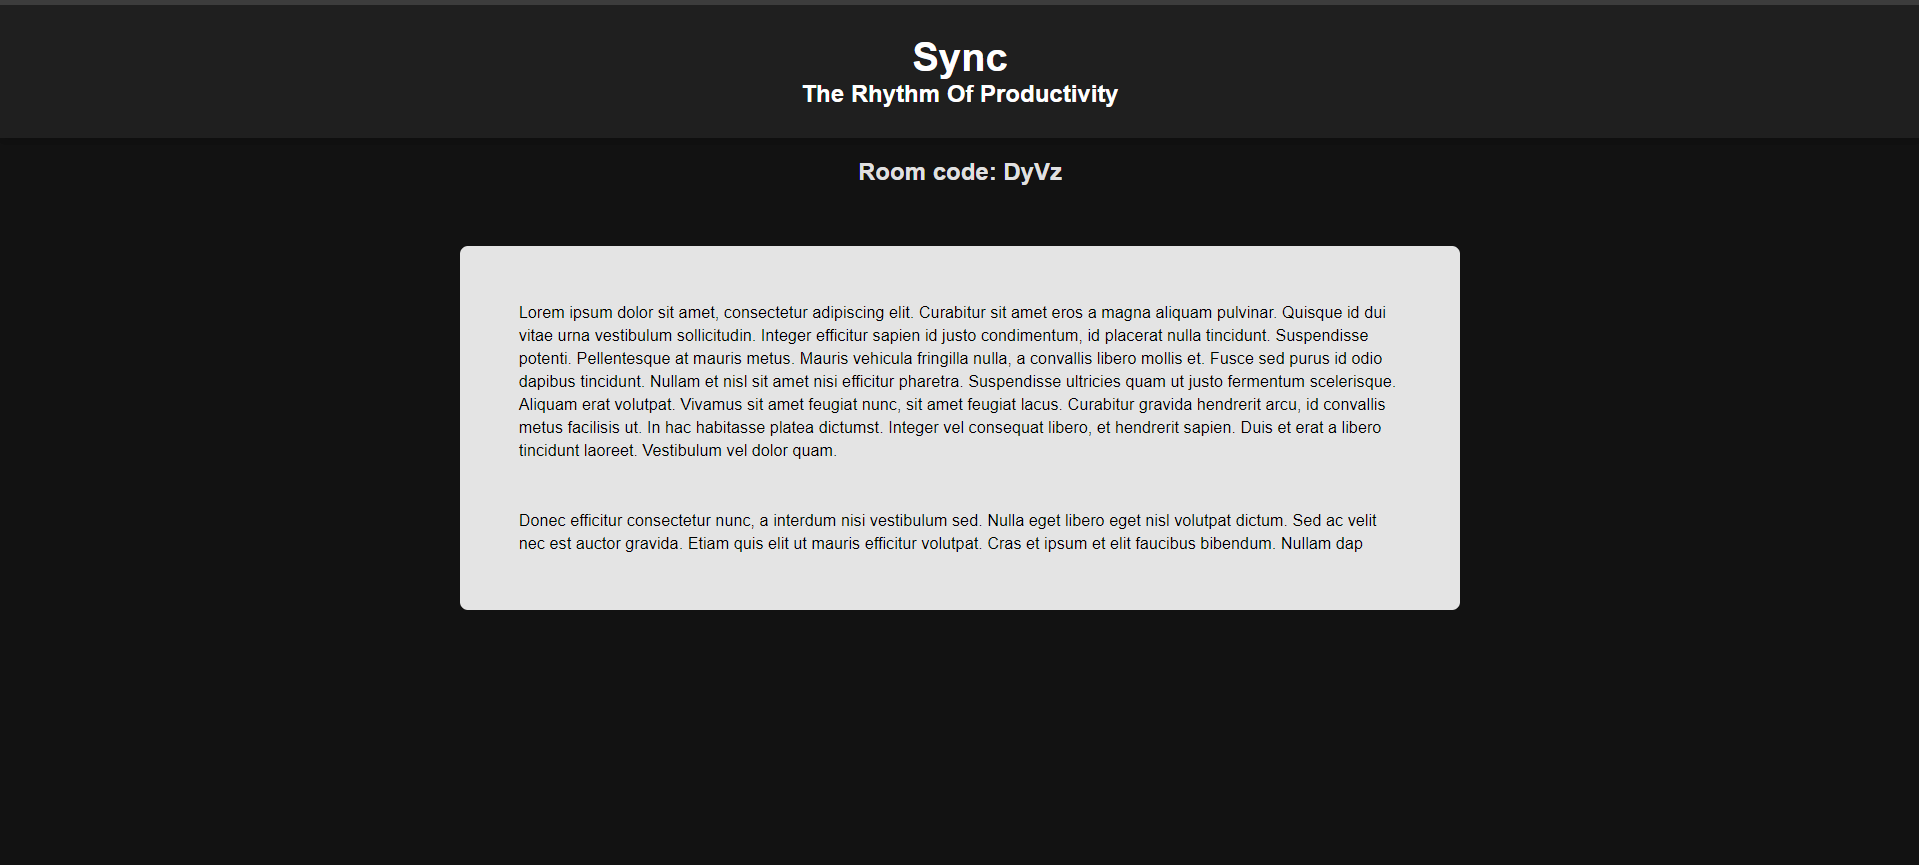 Sync
The Rhythm Of Productivity
Room code: DyVz
Lorem ipsum dolor sit amet, consectetur adipiscing elit. Curabitur sit amet eros a magna aliquam pulvinar. Quisque id dui
vitae urna vestibulum sollicitudin. Integer efficitur sapien id justo condimentum, id placerat nulla tincidunt. Suspendisse
potenti. Pellentesque at mauris metus. Mauris vehicula fringilla nulla, a convallis libero mollis et. Fusce sed purus id odio
dapibus tincidunt. Nullam et nisl sit amet nisi efficitur pharetra. Suspendisse ultricies quam ut justo fermentum scelerisque.
Aliquam erat volutpat. Vivamus sit amet feugiat nunc, sit amet feugiat lacus. Curabitur gravida hendrerit arcu, id convallis
metus facilisis ut. In hac habitasse platea dictumst. Integer vel consequat libero, et hendrerit sapien. Duis et erat a libero
tincidunt laoreet. Vestibulum vel dolor quam.
Donec efficitur consectetur nunc, a interdum nisi vestibulum sed. Nulla eget libero eget nisl volutpat dictum. Sed ac velit
nec est auctor gravida. Etiam quis elit ut mauris efficitur volutpat. Cras et ipsum et elit faucibus bibendum. Nullam dap